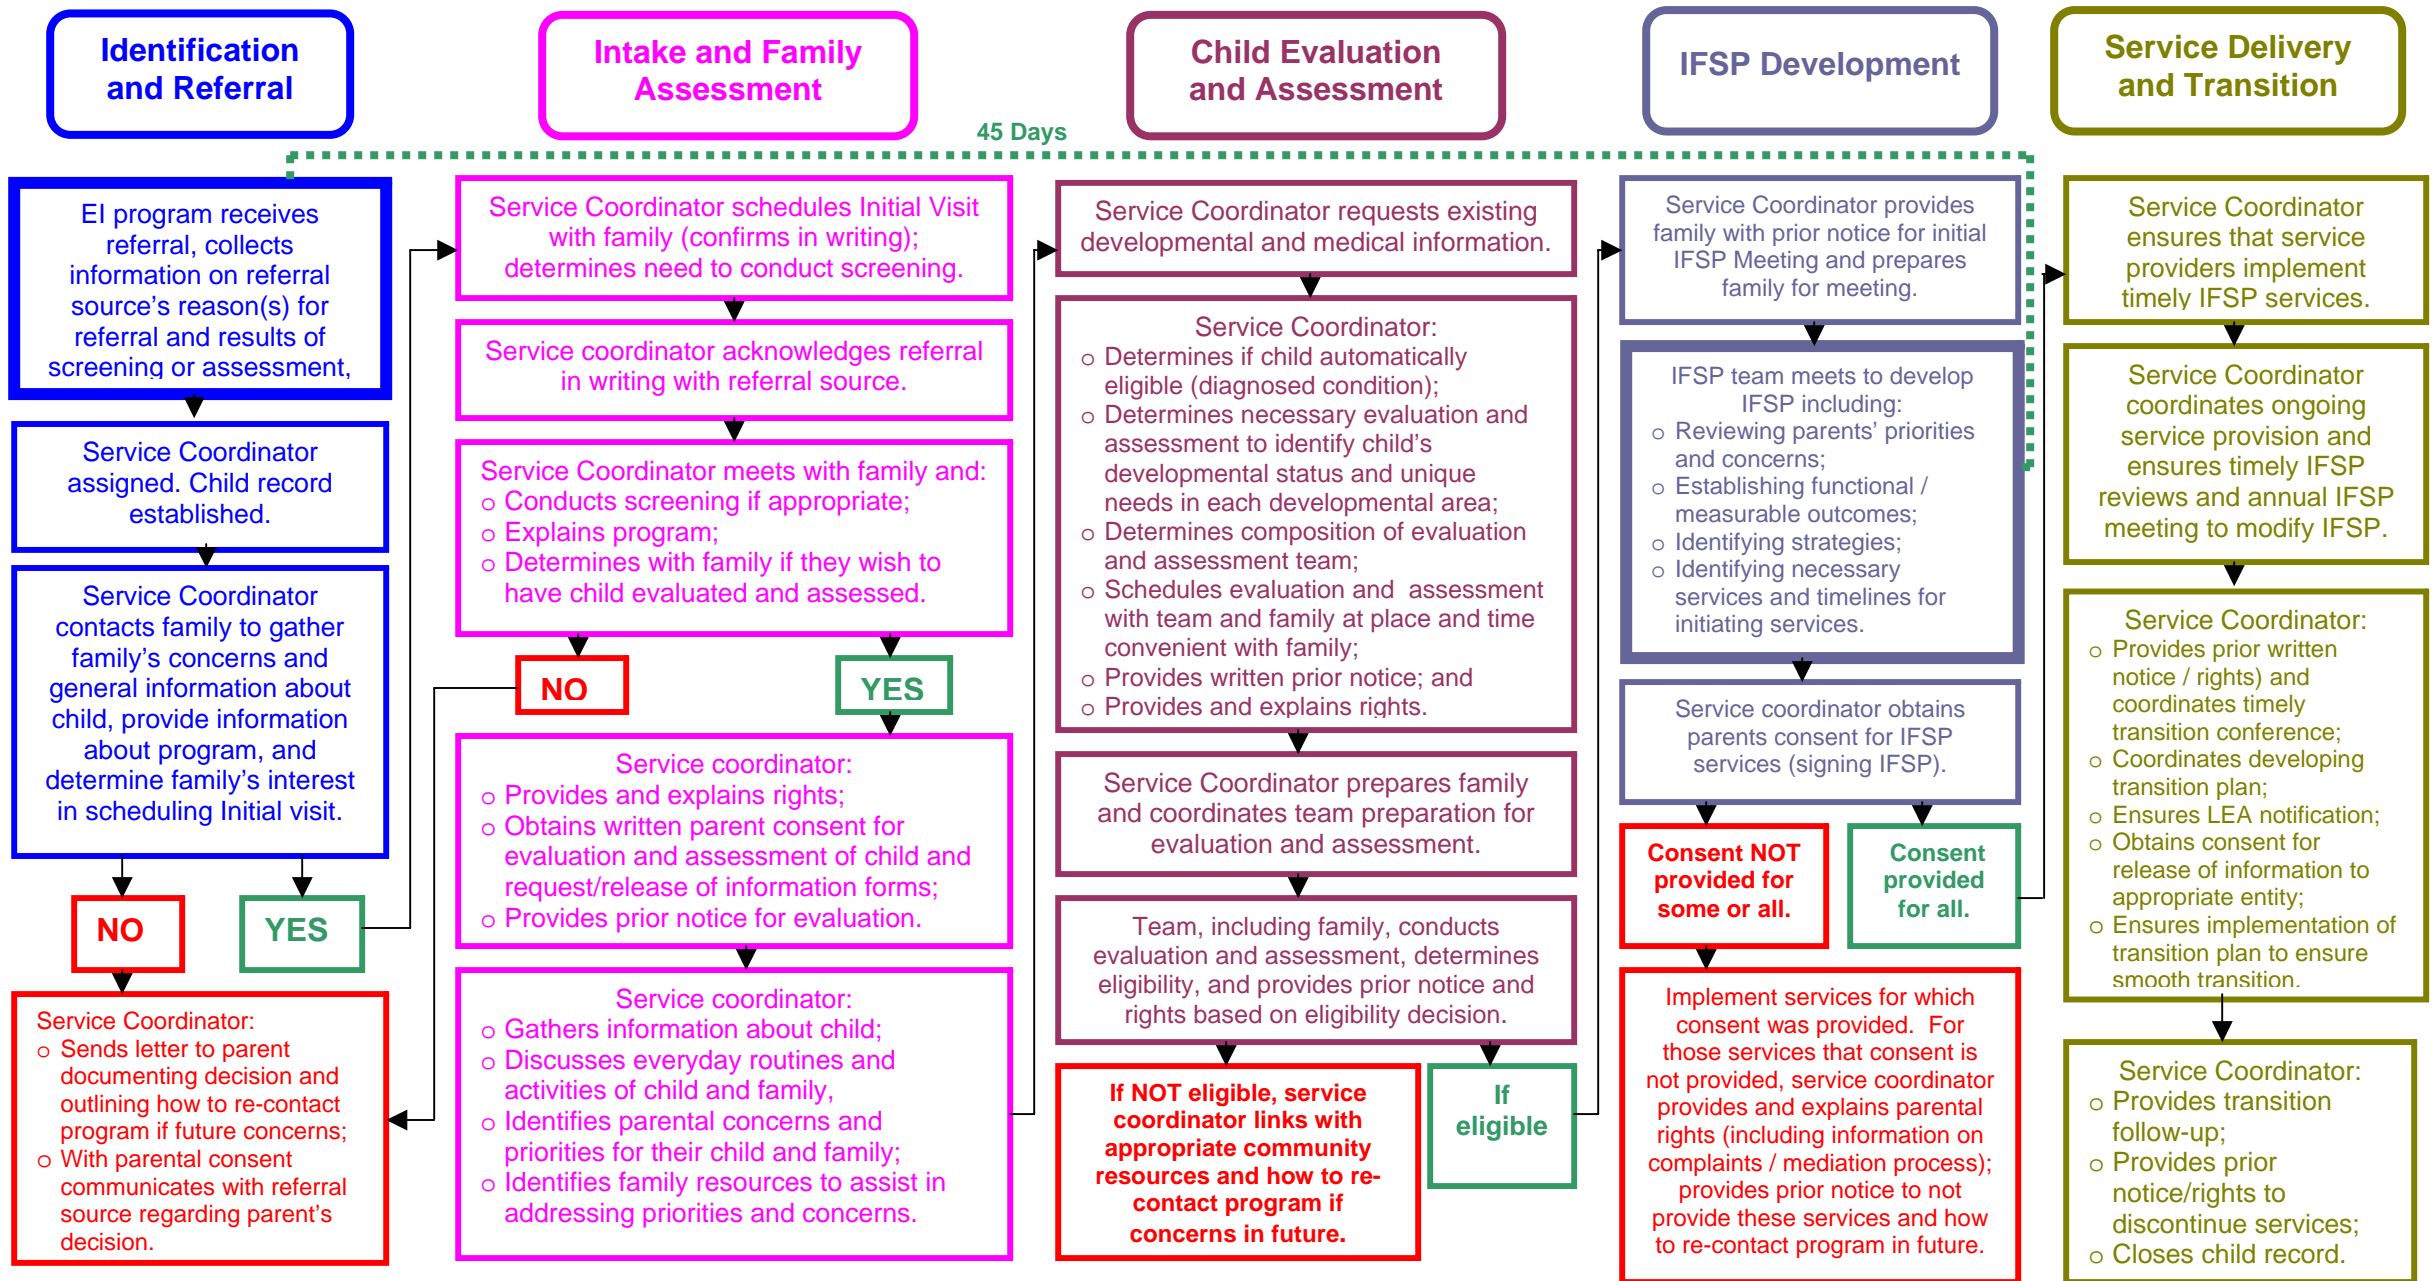 Identification
and Referral
Intake and Family
Assessment
Child Evaluation
and Assessment
IFSP Development
Service Delivery
and Transition
45 Days
EI program receives
referral, collects
information on referral
source's reason(s) for
referral and results of
screening or assessment,
Service Coordinator
assigned. Child record
established.
Service Coordinator
contacts family to gather
family's concerns and
general information about
child, provide information
about program, and
determine family's interest
in scheduling Initial visit.
NO
YES
Service Coordinator:
o Sends letter to parent
documenting decision and
outlining how to re-contact
program if future concerns;
o With parental consent
communicates with referral
source regarding parent's
decision.
Service Coordinator schedules Initial Visit
with family (confirms in writing);
determines need to conduct screening.
Service coordinator acknowledges referral
in writing with referral source.
Service Coordinator meets with family and:
o Conducts screening if appropriate;
o Explains program;
o Determines with family if they wish to
have child evaluated and assessed.
NO
YES
Service coordinator:
o Provides and explains rights;
o Obtains written parent consent for
evaluation and assessment of child and
request/release of information forms;
o Provides prior notice for evaluation.
Service coordinator:
o Gathers information about child;
o Discusses everyday routines and
activities of child and family,
o Identifies parental concerns and
priorities for their child and family;
o Identifies family resources to assist in
addressing priorities and concerns.
Service Coordinator requests existing
developmental and medical information.
Service Coordinator:
o Determines if child automatically
eligible (diagnosed condition);
o Determines necessary evaluation and
assessment to identify child's
developmental status and unique
needs in each developmental area;
o Determines composition of evaluation
and assessment team;
o Schedules evaluation and assessment
with team and family at place and time
convenient with family;
o Provides written prior notice; and
o Provides and explains rights.
Service Coordinator prepares family
and coordinates team preparation for
evaluation and assessment.
Team, including family, conducts
evaluation and assessment, determines
eligibility, and provides prior notice and
rights based on eligibility decision.
If NOT eligible, service
coordinator links with
appropriate community
resources and how to re-
contact program if
concerns in future.
If
eligible
Service Coordinator provides
family with prior notice for initial
IFSP Meeting and prepares
family for meeting.
IFSP team meets to develop
IFSP including:
o Reviewing parents' priorities
and concerns;
o Establishing functional /
measurable outcomes;
o Identifying strategies;
o Identifying necessary
services and timelines for
initiating services.
Service coordinator obtains
parents consent for IFSP
services (signing IFSP).
Consent NOT
provided for
some or all.
Consent
provided
for all.
Implement services for which
consent was provided. For
those services that consent is
not provided, service coordinator
provides and explains parental
rights (including information on
complaints / mediation process);
provides prior notice to not
provide these services and how
to re-contact program in future.
Service Coordinator
ensures that service
providers implement
timely IFSP services.
Service Coordinator
coordinates ongoing
service provision and
ensures timely IFSP
reviews and annual IFSP
meeting to modify IFSP.
Service Coordinator:
o Provides prior written
notice / rights) and
coordinates timely
transition conference;
o Coordinates developing
transition plan;
o Ensures LEA notification;
o Obtains consent for
release of information to
appropriate entity;
o Ensures implementation of
transition plan to ensure
smooth transition.
Service Coordinator:
o Provides transition
follow-up;
o Provides prior
notice/rights to
discontinue services;
o Closes child record.